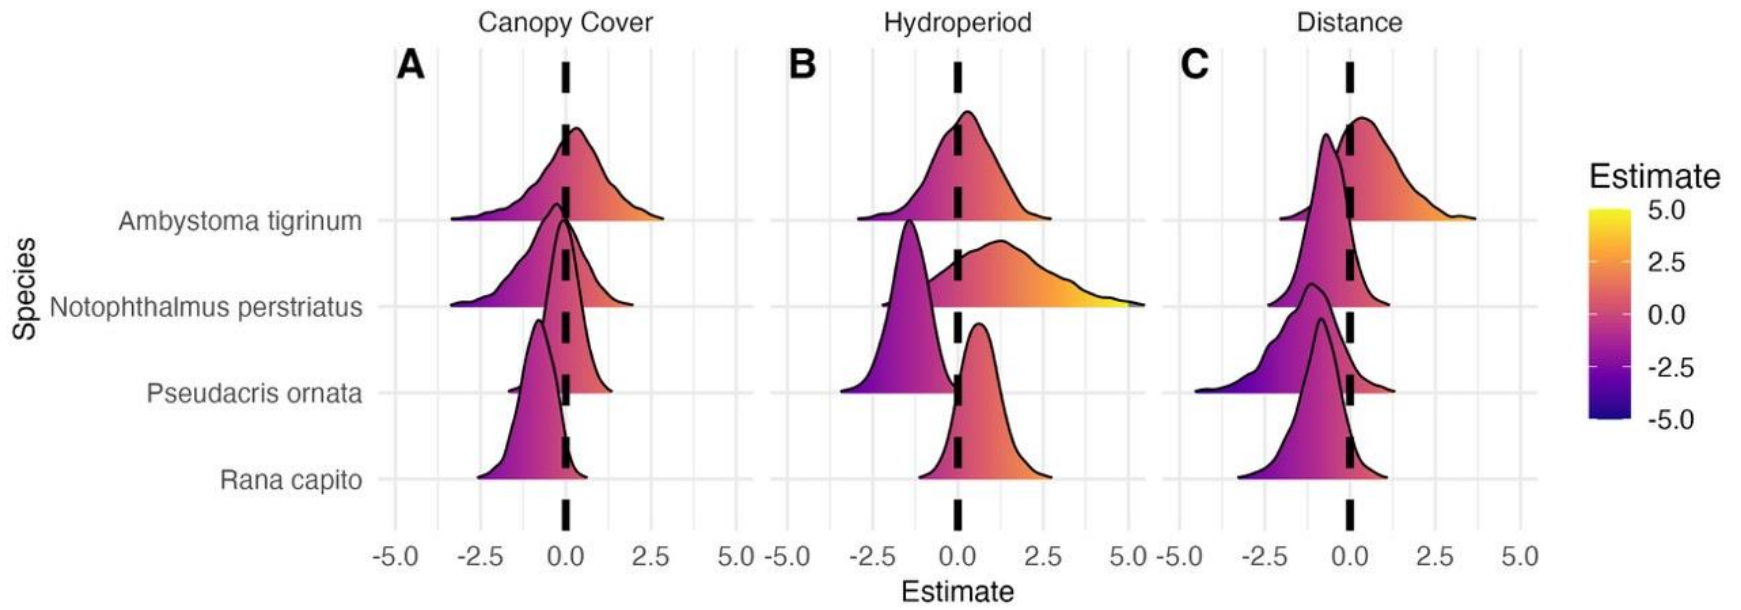 Canopy Cover
Hydroperiod
Distance
A
B
C
Species
Ambystoma tigrinum
Notophthalmus perstriatus
Pseudacris ornata
Rana capito
-5.0 -2.5 0.0 2.5 5.0
-5.0 -2.5 0.0 2.5 5.0
-5.0 -2.5 0.0 2.5 5.0
Estimate
Estimate
5.0
2.5
0.0
-2.5
-5.0